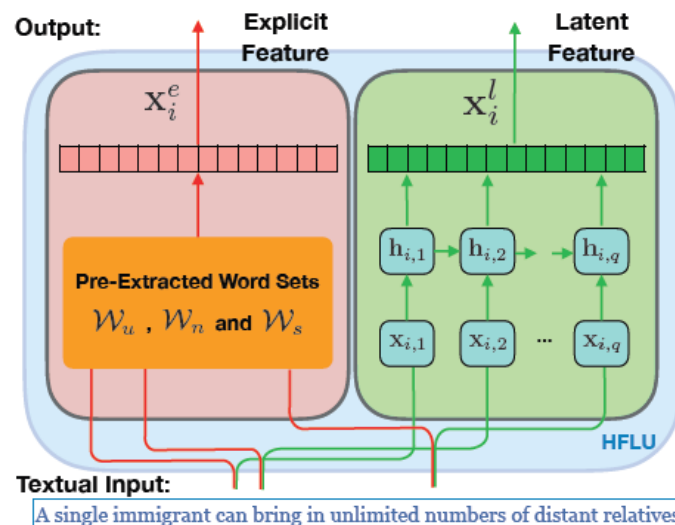 Output:
Explicit Feature
Latent Feature
x_i^e
x_i^l
h_{i,1}
h_{i,2}
h_{i,q}
Pre-Extracted Word Sets
𝒲_u , 𝒲_n and 𝒲_s
x_{i,1}
x_{i,2}
...
x_{i,q}
HFLU
Textual Input:
A single immigrant can bring in unlimited numbers of distant relatives